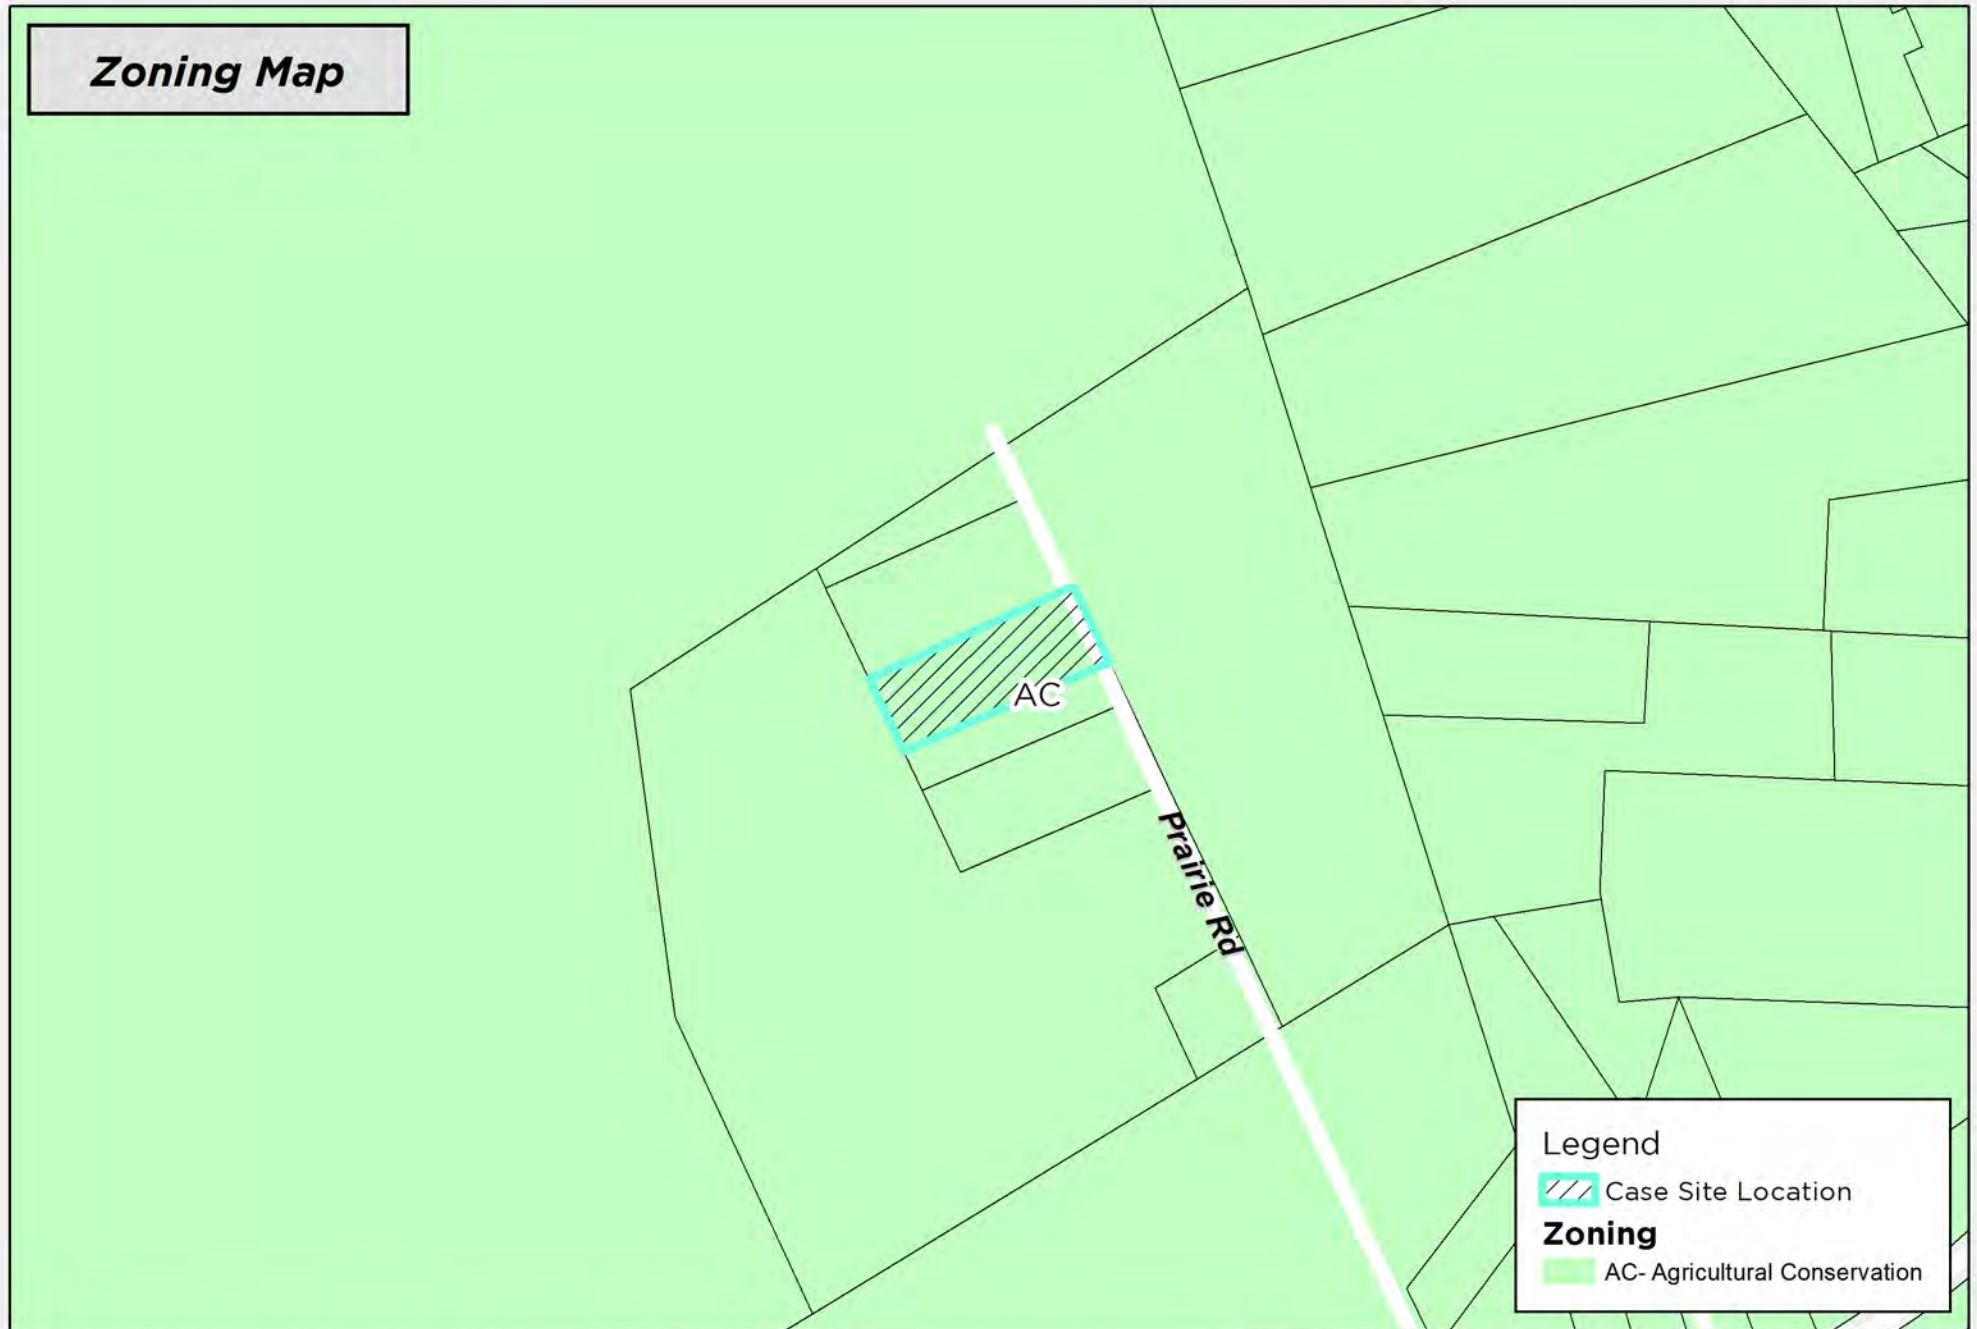 Zoning Map
AC
Prairie Rd
Legend
Case Site Location
Zoning
AC- Agricultural Conservation